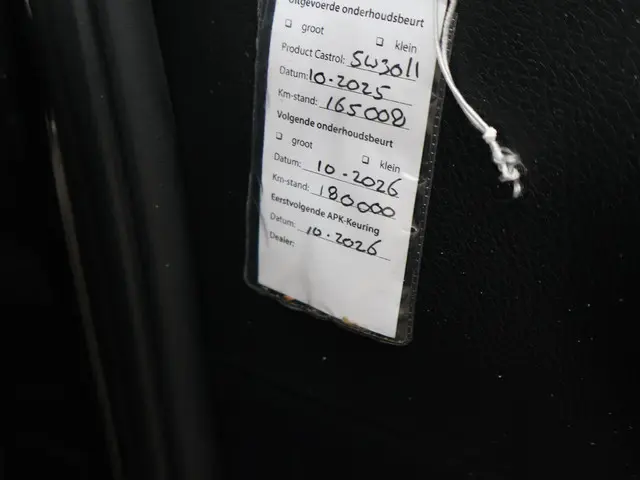 Uitgevoerde onderhoudsbeurt
groot
klein
Product Castrol: 5W30ll
Datum: 10-2025
Km-stand: 165008
Volgende onderhoudsbeurt
groot
klein
Datum: 10-2026
Km-stand: 180000
Eerstvolgende APK-Keuring
Datum: 10-2026
Dealer: